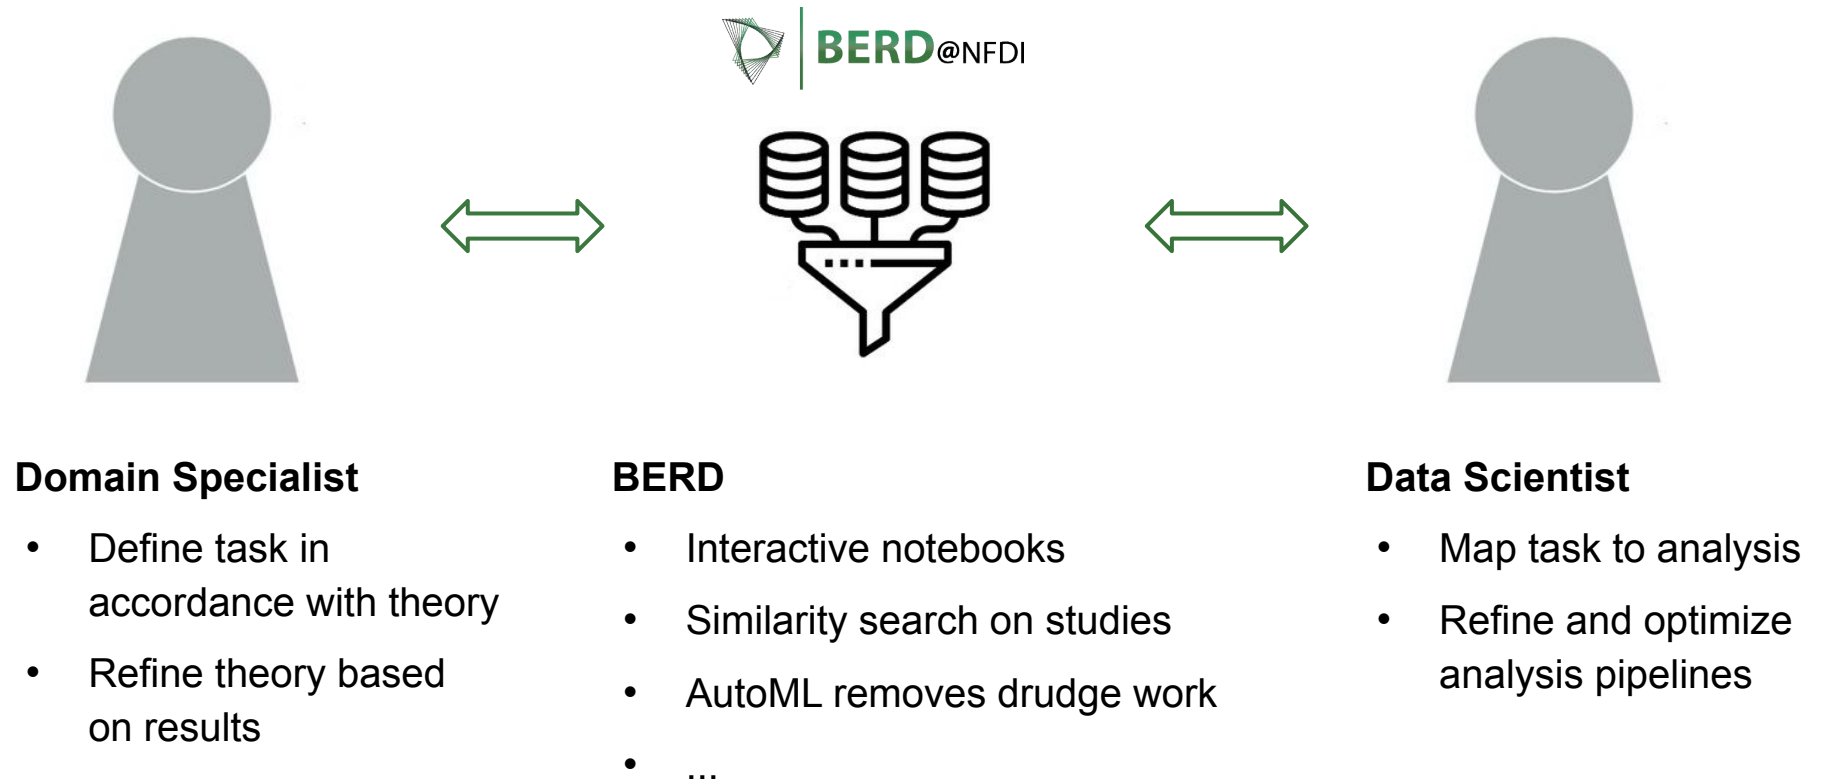 BERD@NFDI
Domain Specialist
• Define task in
accordance with theory
• Refine theory based
on results
BERD
• Interactive notebooks
• Similarity search on studies
• AutoML removes drudge work
• ...
Data Scientist
• Map task to analysis
• Refine and optimize
analysis pipelines